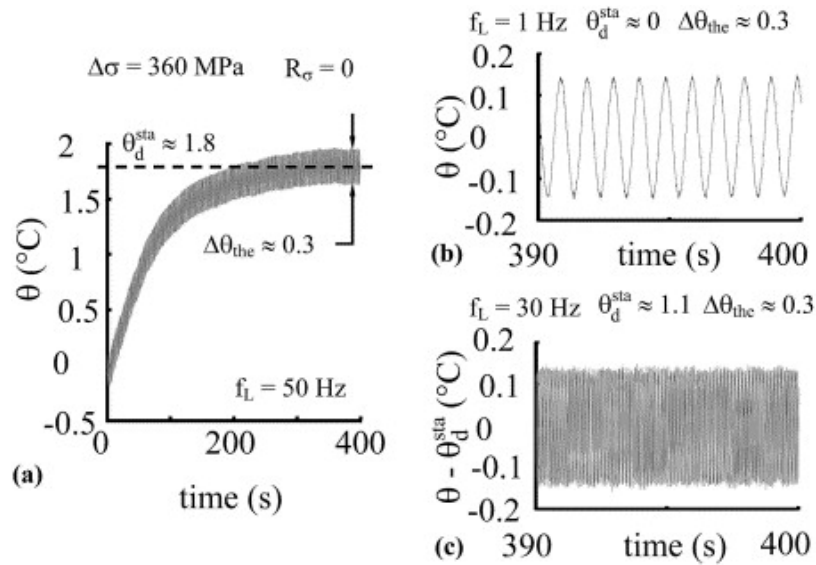 Δσ = 360 MPa R_σ = 0
θ_d^sta ≈ 1.8
Δθ_the ≈ 0.3
f_L = 50 Hz
θ (°C)
2
1.5
1
0.5
0
-0.5
0 200 400
time (s)
(a)
f_L = 1 Hz θ_d^sta ≈ 0 Δθ_the ≈ 0.3
θ (°C)
0.1
0
-0.1
-0.2
390 time (s) 400
(b)
f_L = 30 Hz θ_d^sta ≈ 1.1 Δθ_the ≈ 0.3
θ - θ_d^sta (°C)
0.2
0.1
0
-0.1
-0.2
390 time (s) 400
(c)